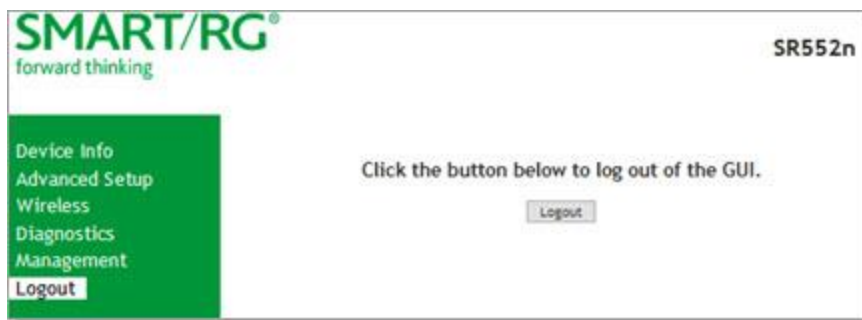 SMART/RG®
forward thinking
SR552n
Device Info
Advanced Setup
Wireless
Diagnostics
Management
Logout
Click the button below to log out of the GUI.
Logout